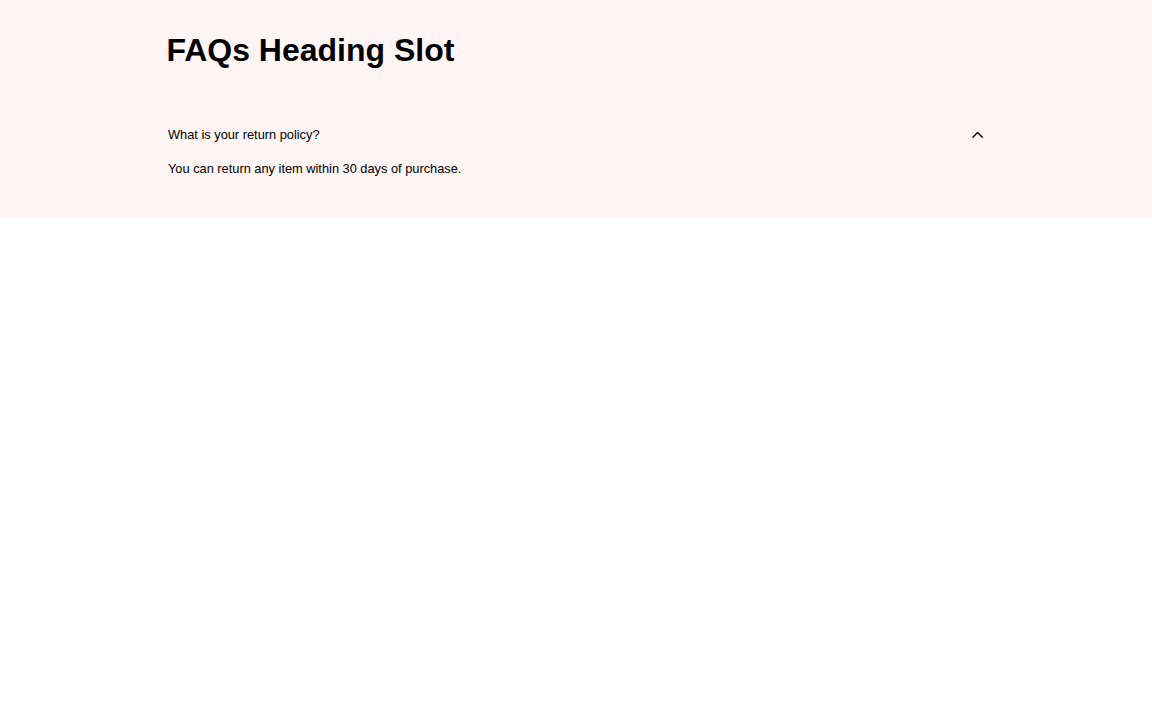 FAQs Heading Slot
What is your return policy?
You can return any item within 30 days of purchase.